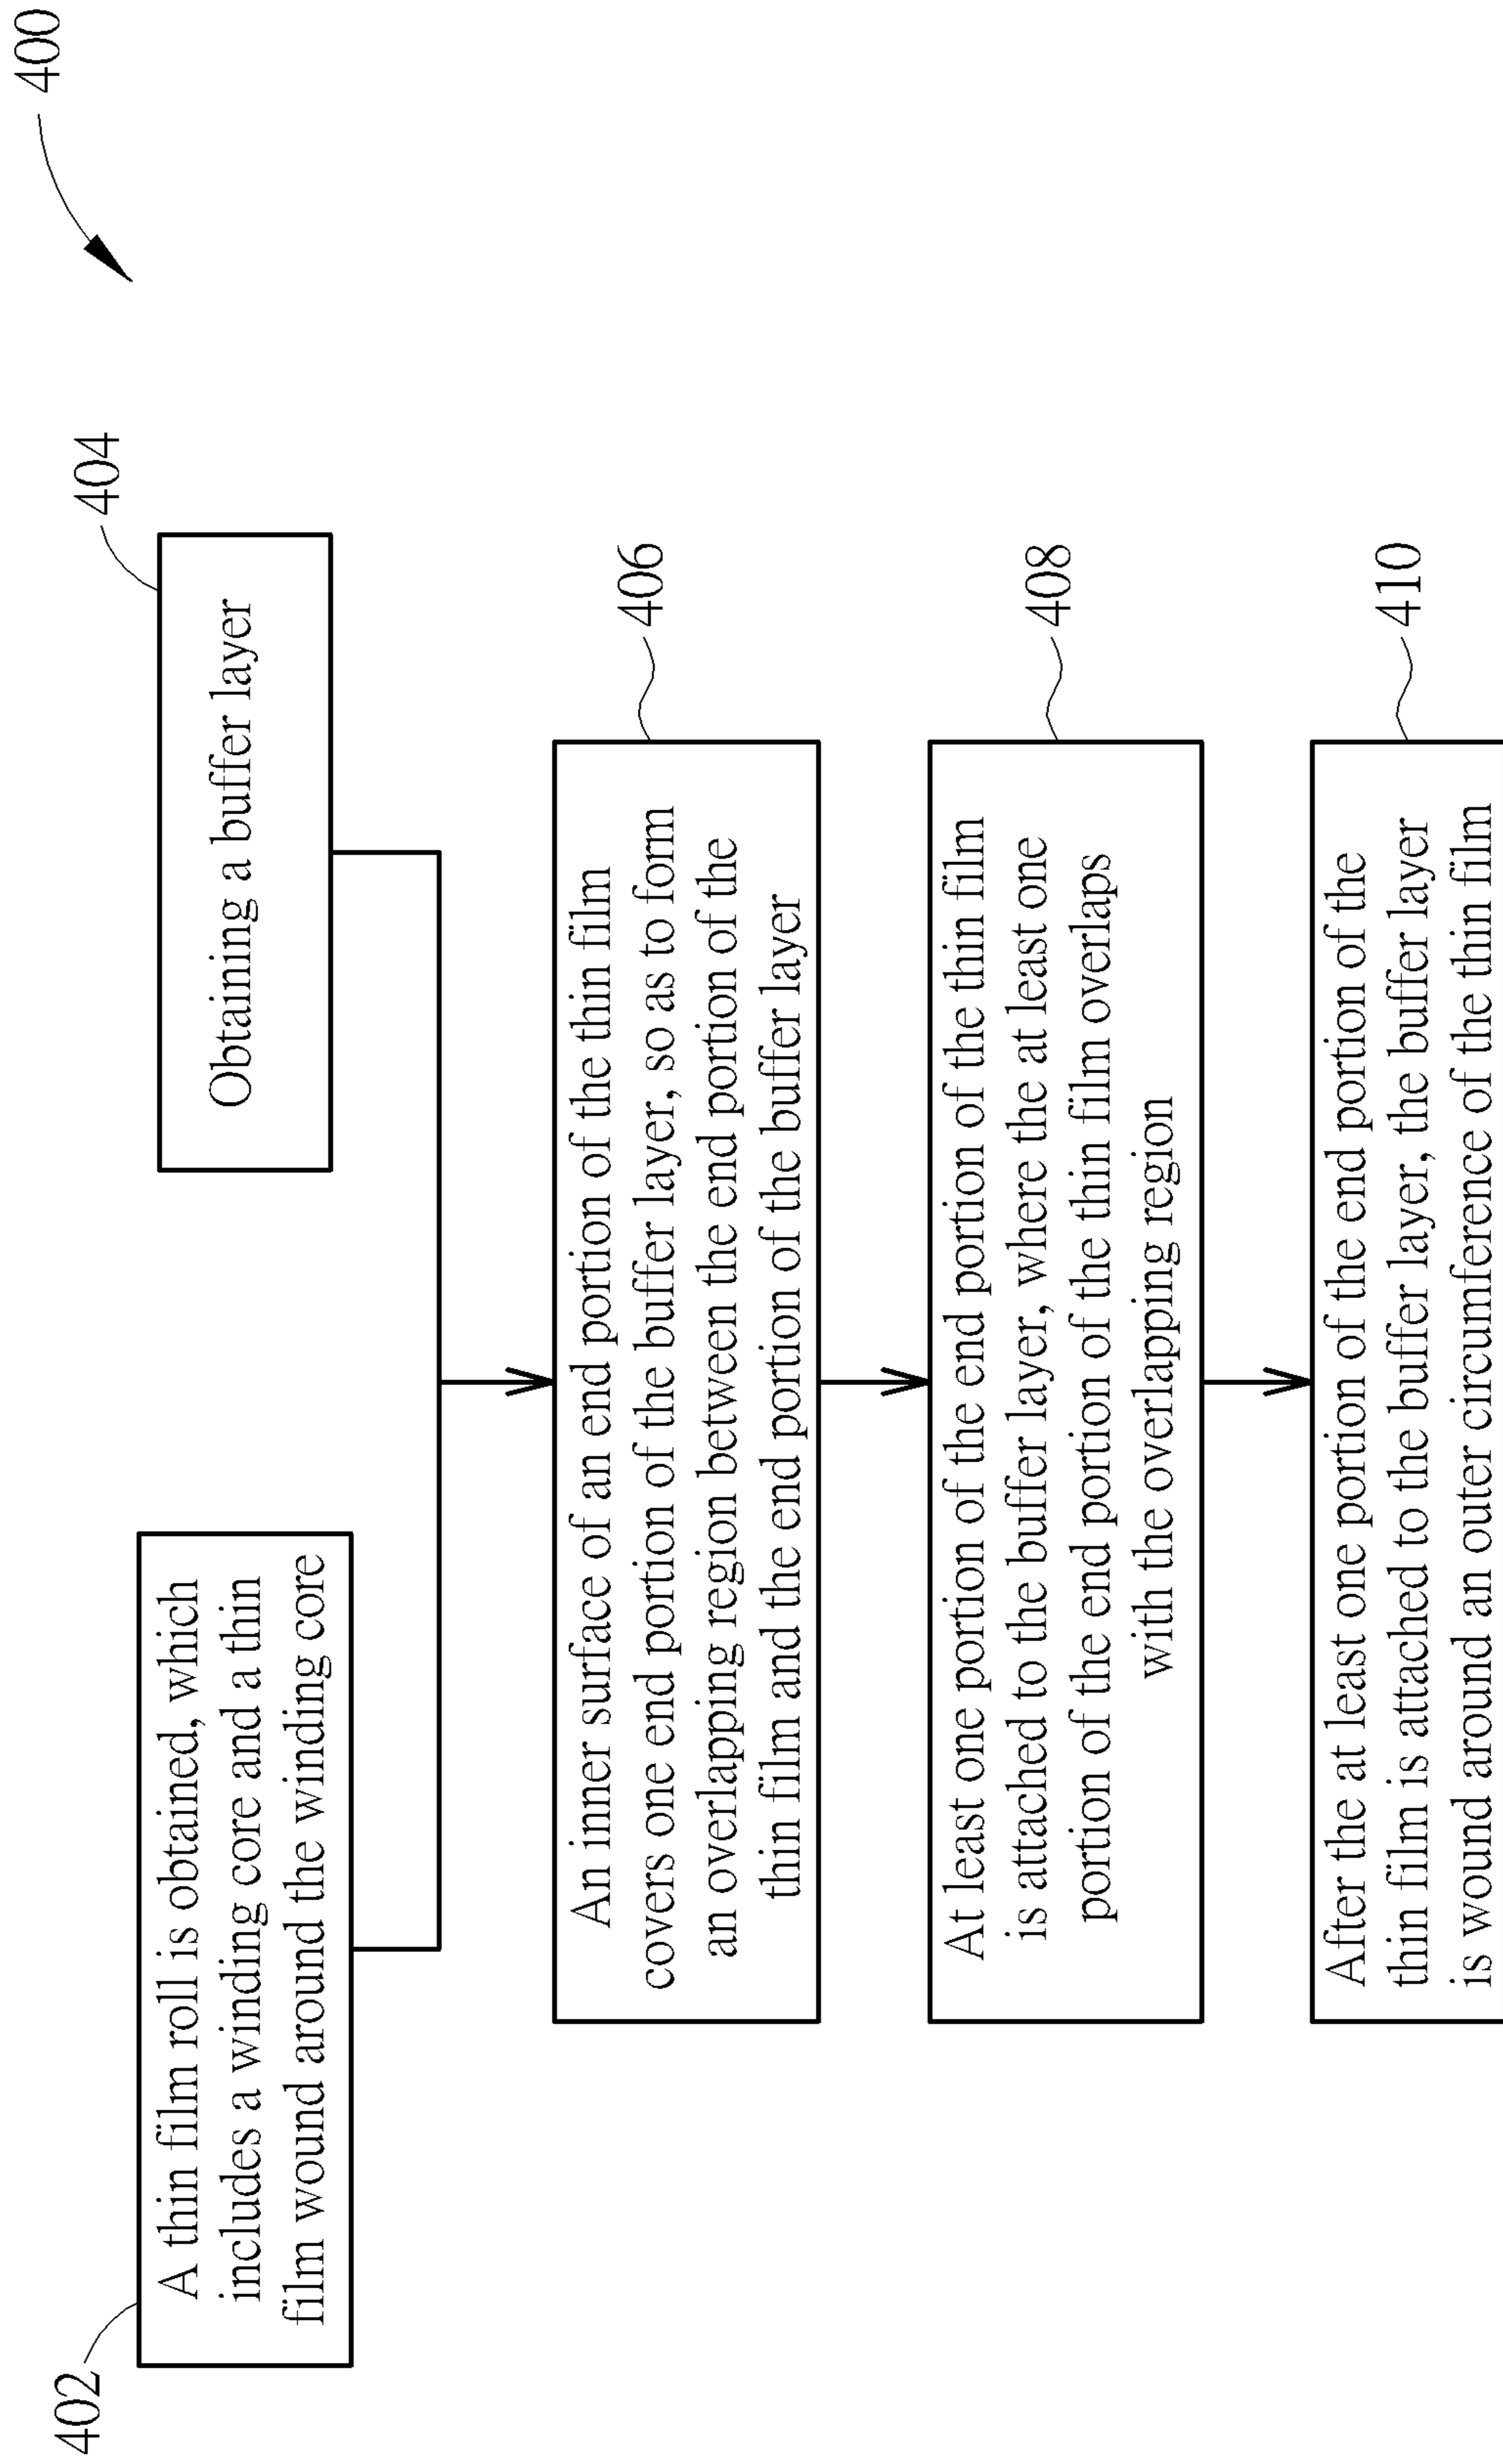 400
402
A thin film roll is obtained, which
includes a winding core and a thin
film wound around the winding core
404
Obtaining a buffer layer
406
An inner surface of an end portion of the thin film
covers one end portion of the buffer layer, so as to form
an overlapping region between the end portion of the
thin film and the end portion of the buffer layer
408
At least one portion of the end portion of the thin film
is attached to the buffer layer, where the at least one
portion of the end portion of the thin film overlaps
with the overlapping region
410
After the at least one portion of the end portion of the
thin film is attached to the buffer layer, the buffer layer
is wound around an outer circumference of the thin film